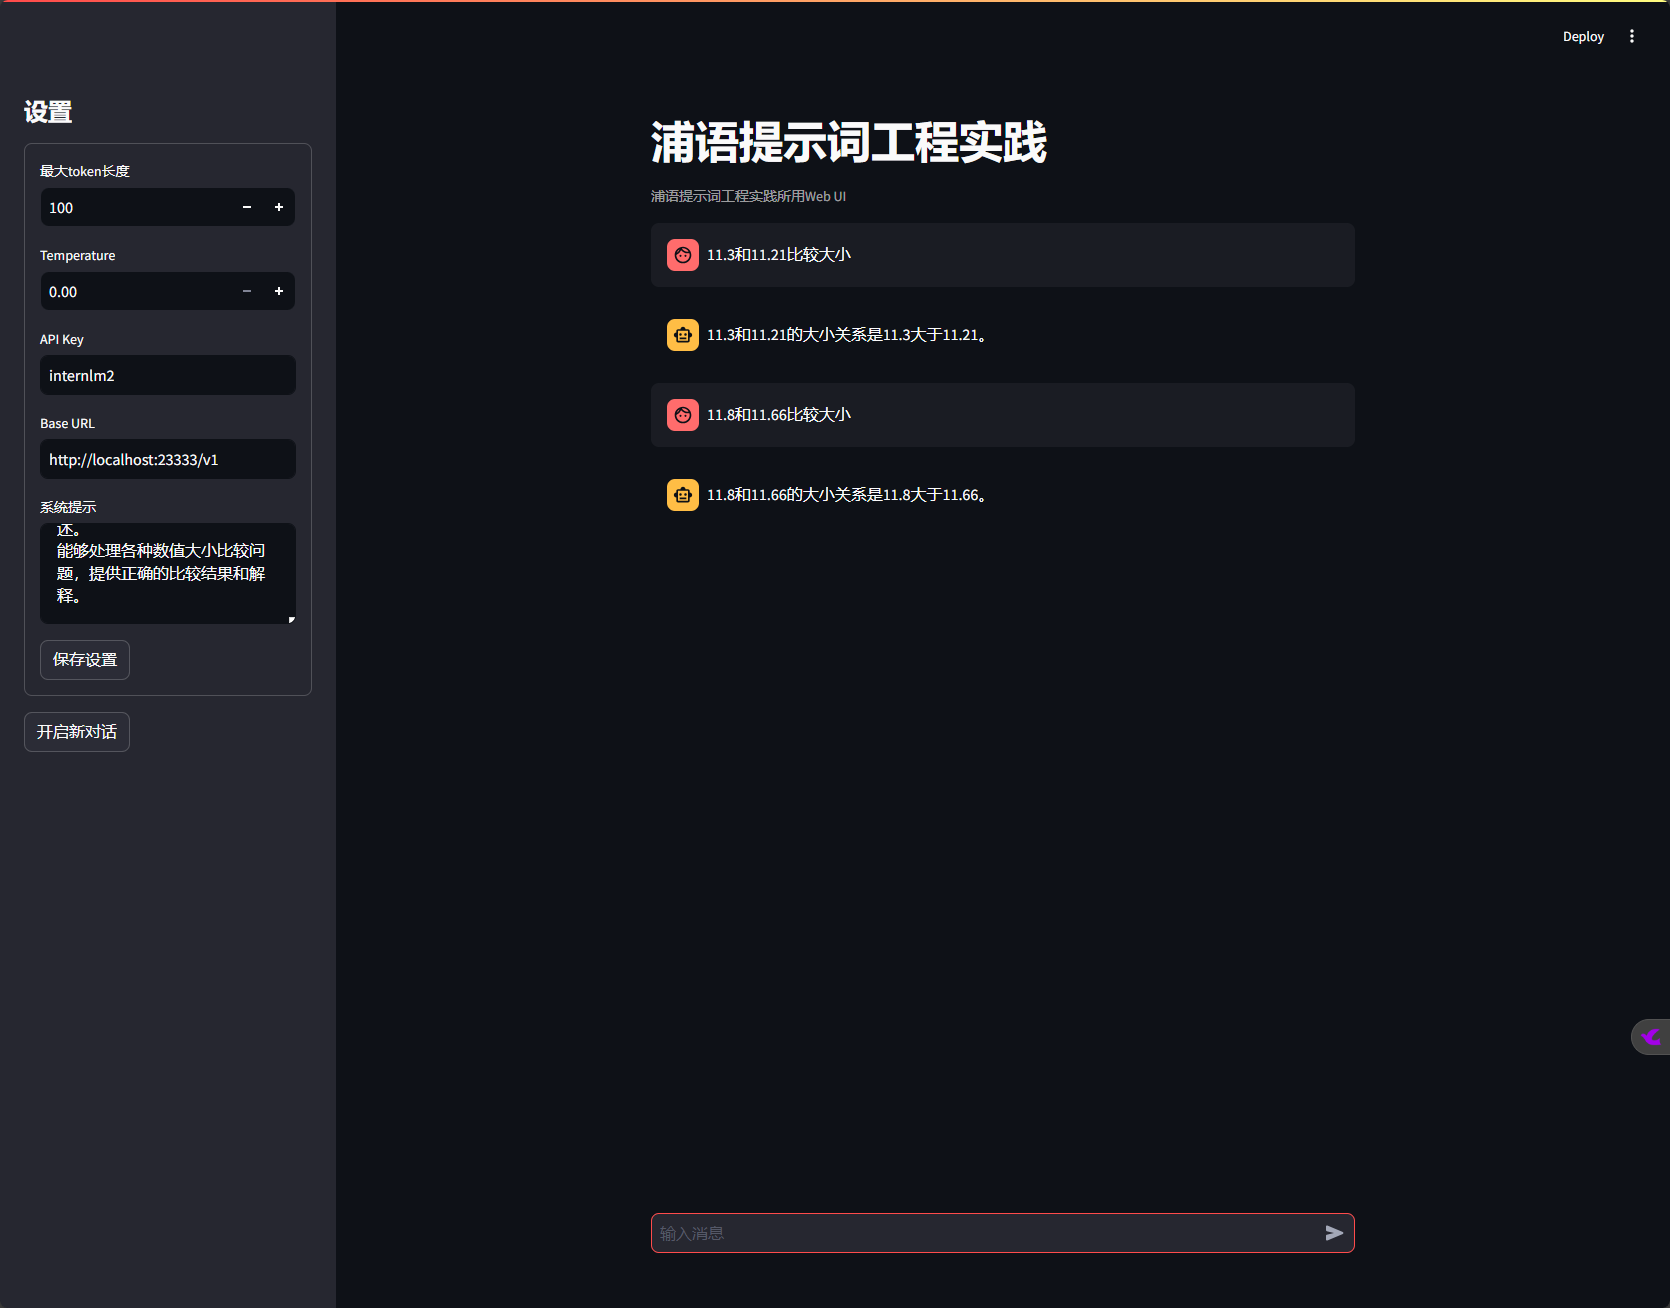 Deploy
设置
最大token长度
100
Temperature
0.00
API Key
internlm2
Base URL
http://localhost:23333/v1
系统提示
述。
能够处理各种数值大小比较问
题，提供正确的比较结果和解
释。
保存设置
开启新对话
浦语提示词工程实践
浦语提示词工程实践所用Web UI
11.3和11.21比较大小
11.3和11.21的大小关系是11.3大于11.21。
11.8和11.66比较大小
11.8和11.66的大小关系是11.8大于11.66。
输入消息